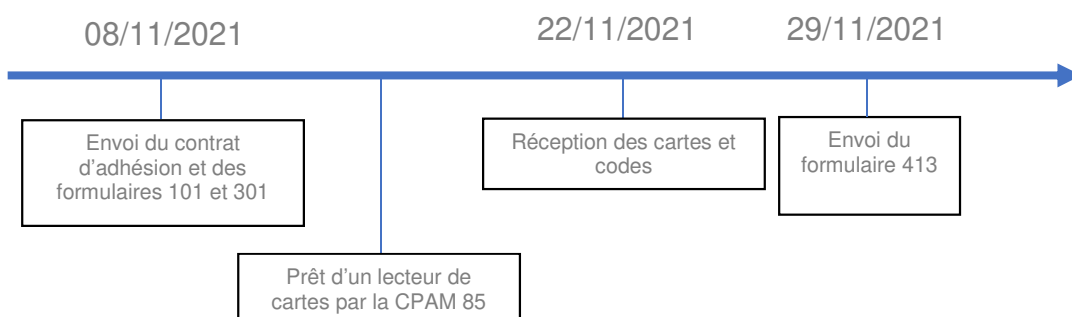 08/11/2021
22/11/2021
29/11/2021
Envoi du contrat
d'adhésion et des
formulaires 101 et 301
Réception des cartes et
codes
Envoi du
formulaire 413
Prêt d'un lecteur de
cartes par la CPAM 85